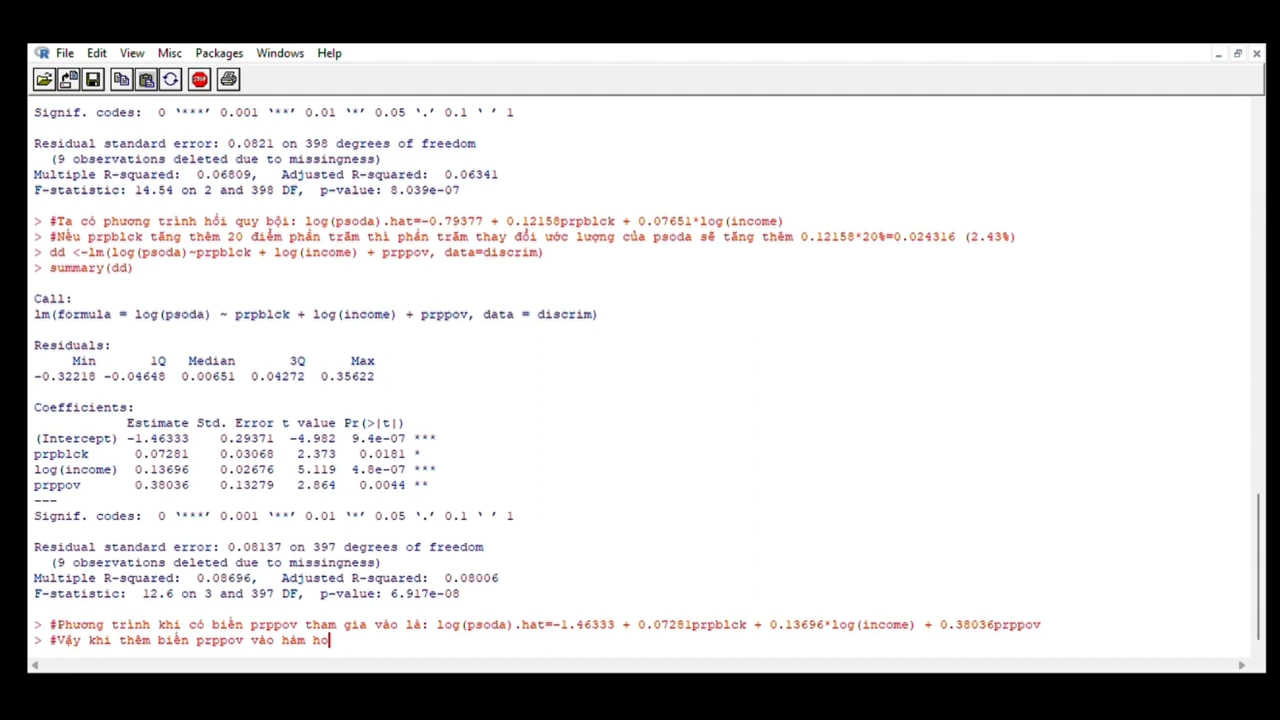 File Edit View Misc Packages Windows Help
STOP
Signif. codes:  0 ‘***’ 0.001 ‘**’ 0.01 ‘*’ 0.05 ‘.’ 0.1 ‘ ’ 1
Residual standard error: 0.0821 on 398 degrees of freedom
(9 observations deleted due to missingness)
Multiple R-squared:  0.06809,   Adjusted R-squared:  0.06341
F-statistic: 14.54 on 2 and 398 DF,  p-value: 8.039e-07
> #Ta có phương trình hồi quy bội: log(psoda).hat=-0.79377 + 0.12158prpblck + 0.07651*log(income)
> #Nếu prpblck tăng thêm 20 điểm phần trăm thì phần trăm thay đổi ước lượng của psoda sẽ tăng thêm 0.12158*20%=0.024316 (2.43%)
> dd <-lm(log(psoda)~prpblck + log(income) + prppov, data=discrim)
> summary(dd)
Call:
lm(formula = log(psoda) ~ prpblck + log(income) + prppov, data = discrim)
Residuals:
Min       1Q   Median       3Q      Max
-0.32218 -0.04648  0.00651  0.04272  0.35622
Coefficients:
Estimate Std. Error t value Pr(>|t|)
(Intercept) -1.46333    0.29371  -4.982  9.4e-07 ***
prpblck      0.07281    0.03068   2.373   0.0181 *
log(income)  0.13696    0.02676   5.119  4.8e-07 ***
prppov       0.38036    0.13279   2.864   0.0044 **
---
Signif. codes:  0 ‘***’ 0.001 ‘**’ 0.01 ‘*’ 0.05 ‘.’ 0.1 ‘ ’ 1
Residual standard error: 0.08137 on 397 degrees of freedom
(9 observations deleted due to missingness)
Multiple R-squared:  0.08696,   Adjusted R-squared:  0.08006
F-statistic:  12.6 on 3 and 397 DF,  p-value: 6.917e-08
> #Phương trình khi có biến prppov tham gia vào là: log(psoda).hat=-1.46333 + 0.07281prpblck + 0.13696*log(income) + 0.38036prppov
> #Vậy khi thêm biến prppov vào hàm ho